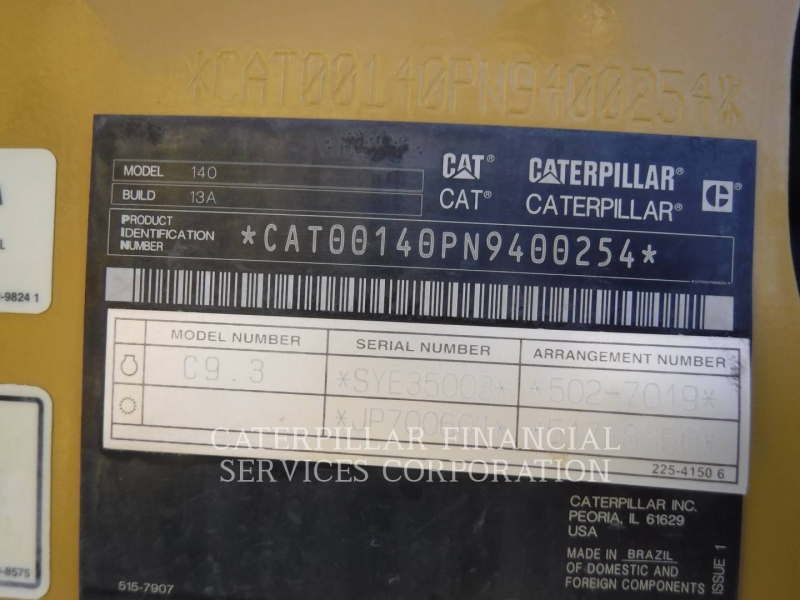 *CAT00140PN9400254*
MODEL 140
BUILD 13A
CAT® CATERPILLAR®
CAT® CATERPILLAR®
PRODUCT IDENTIFICATION NUMBER *CAT00140PN9400254*
MODEL NUMBER SERIAL NUMBER ARRANGEMENT NUMBER
C9.3 *SYE35003* *502-7019*
CATERPILLAR FINANCIAL
SERVICES CORPORATION
225-4150 6
CATERPILLAR INC.
PEORIA, IL 61629
USA
MADE IN BRAZIL
OF DOMESTIC AND
FOREIGN COMPONENTS
ISSUE 1
515-7907
-9824 1
-8575